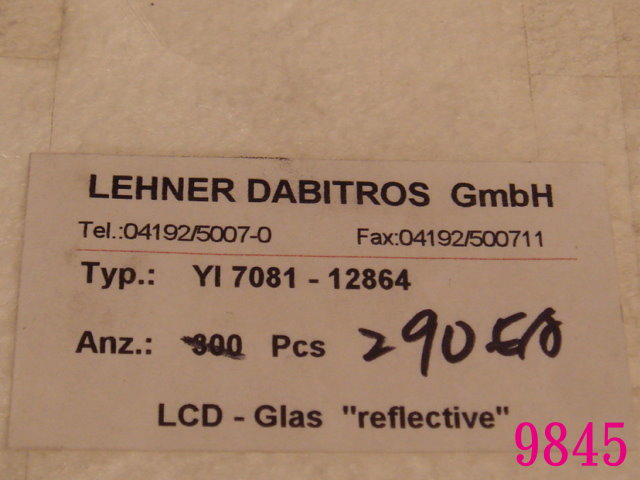 LEHNER DABITROS GmbH
Tel.:04192/5007-0 Fax:04192/500711
Typ.: YI 7081 - 12864
Anz.: 300 Pcs 290
LCD - Glas "reflective"
9845